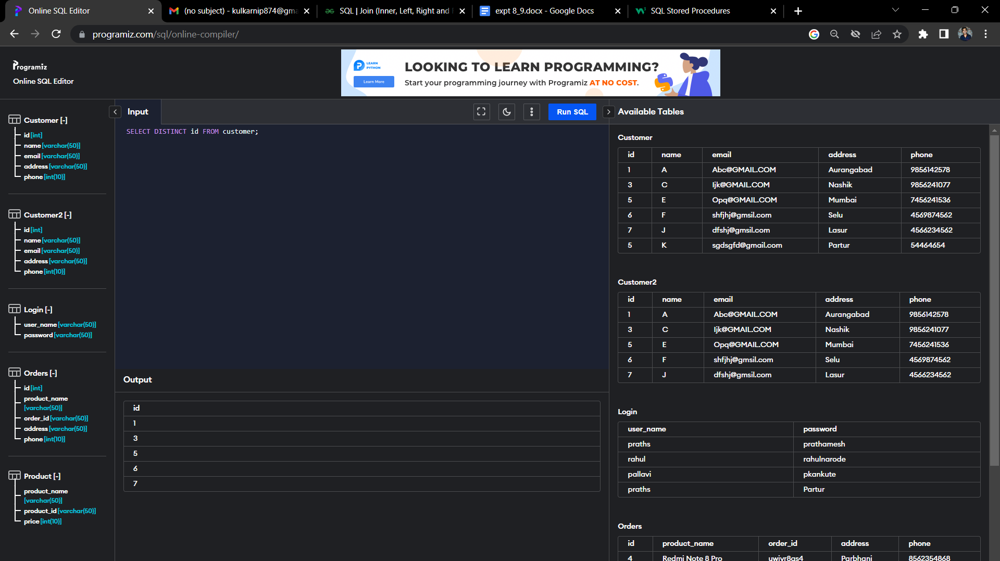 Online SQL Editor
(no subject) - kulkarnip874@gma
SQL | Join (Inner, Left, Right and F
expt 8_9.docx - Google Docs
SQL Stored Procedures
programiz.com/sql/online-compiler/
Programiz
Online SQL Editor
LEARN PYTHON
Learn More
LOOKING TO LEARN PROGRAMMING?
Start your programming journey with Programiz AT NO COST.
Customer [-]
id [int]
name [varchar(50)]
email [varchar(50)]
address [varchar(50)]
phone [int(10)]
Customer2 [-]
id [int]
name [varchar(50)]
email [varchar(50)]
address [varchar(50)]
phone [int(10)]
Login [-]
user_name [varchar(50)]
password [varchar(50)]
Orders [-]
id [int]
product_name
[varchar(50)]
order_id [varchar(50)]
address [varchar(50)]
phone [int(10)]
Product [-]
product_name
[varchar(50)]
product_id [varchar(50)]
price [int(10)]
Input
Run SQL
SELECT DISTINCT id FROM customer;
Output
id
1
3
5
6
7
Available Tables
Customer
id name email address phone
1 A Abc@GMAIL.COM Aurangabad 9856142578
3 C Ijk@GMAIL.COM Nashik 9856241077
5 E Opq@GMAIL.COM Mumbai 7456241536
6 F shfjhj@gmsil.com Selu 4569874562
7 J dfshj@gmsil.com Lasur 4566234562
5 K sgdsgfd@gmail.com Partur 54464654
Customer2
id name email address phone
1 A Abc@GMAIL.COM Aurangabad 9856142578
3 C Ijk@GMAIL.COM Nashik 9856241077
5 E Opq@GMAIL.COM Mumbai 7456241536
6 F shfjhj@gmsil.com Selu 4569874562
7 J dfshj@gmsil.com Lasur 4566234562
Login
user_name password
praths prathamesh
rahul rahulnarode
pallavi pkankute
praths Partur
Orders
id product_name order_id address phone
4 Redmi Note 8 Pro uwiyr8as4 Parbhani 8562354868